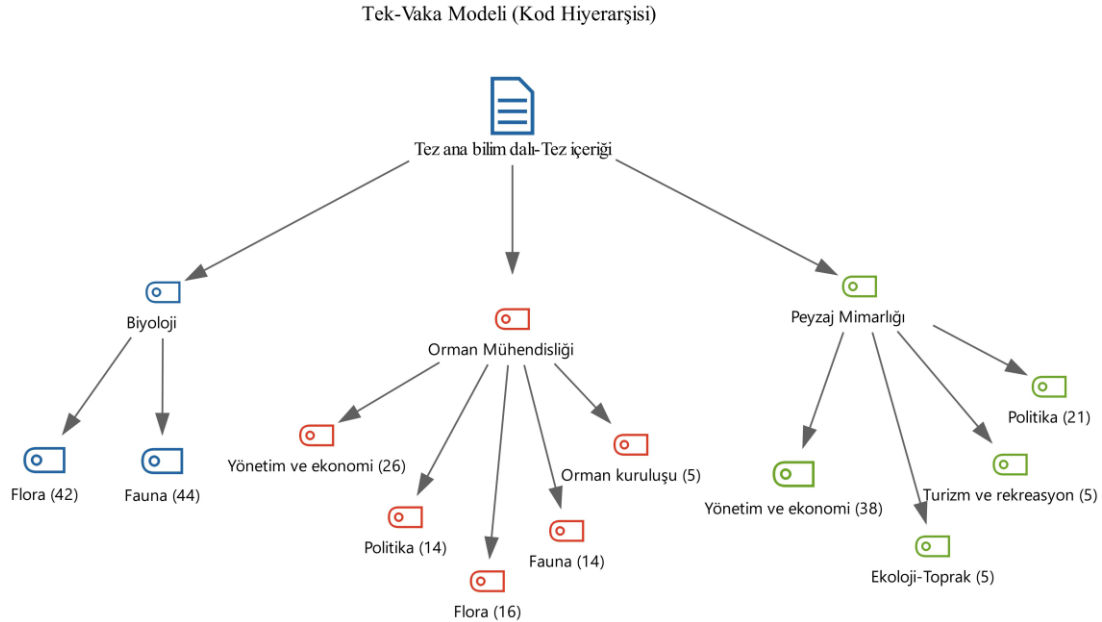 Tek-Vaka Modeli (Kod Hiyerarşisi)
Tez ana bilim dalı-Tez içeriği
Biyoloji
Orman Mühendisliği
Peyzaj Mimarlığı
Flora (42)
Fauna (44)
Yönetim ve ekonomi (26)
Politika (14)
Flora (16)
Fauna (14)
Orman kuruluşu (5)
Yönetim ve ekonomi (38)
Ekoloji-Toprak (5)
Turizm ve rekreasyon (5)
Politika (21)